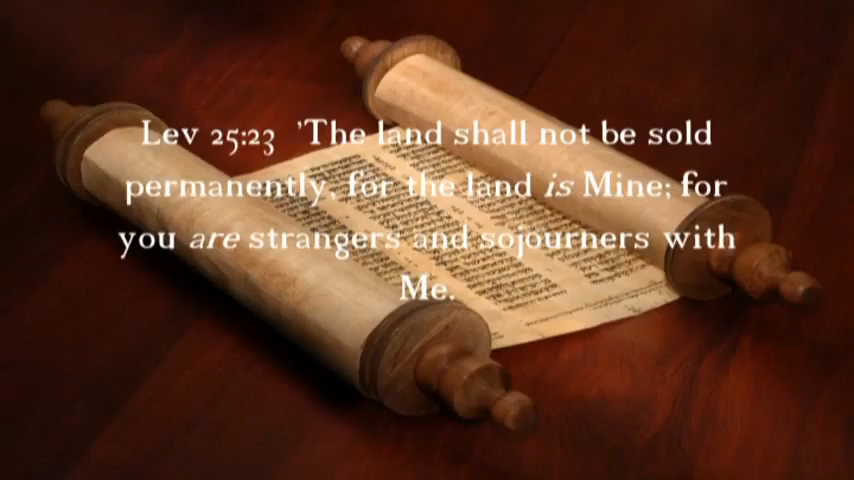 Lev 25:23 'The land shall not be sold
permanently, for the land is Mine; for
you are strangers and sojourners with
Me.